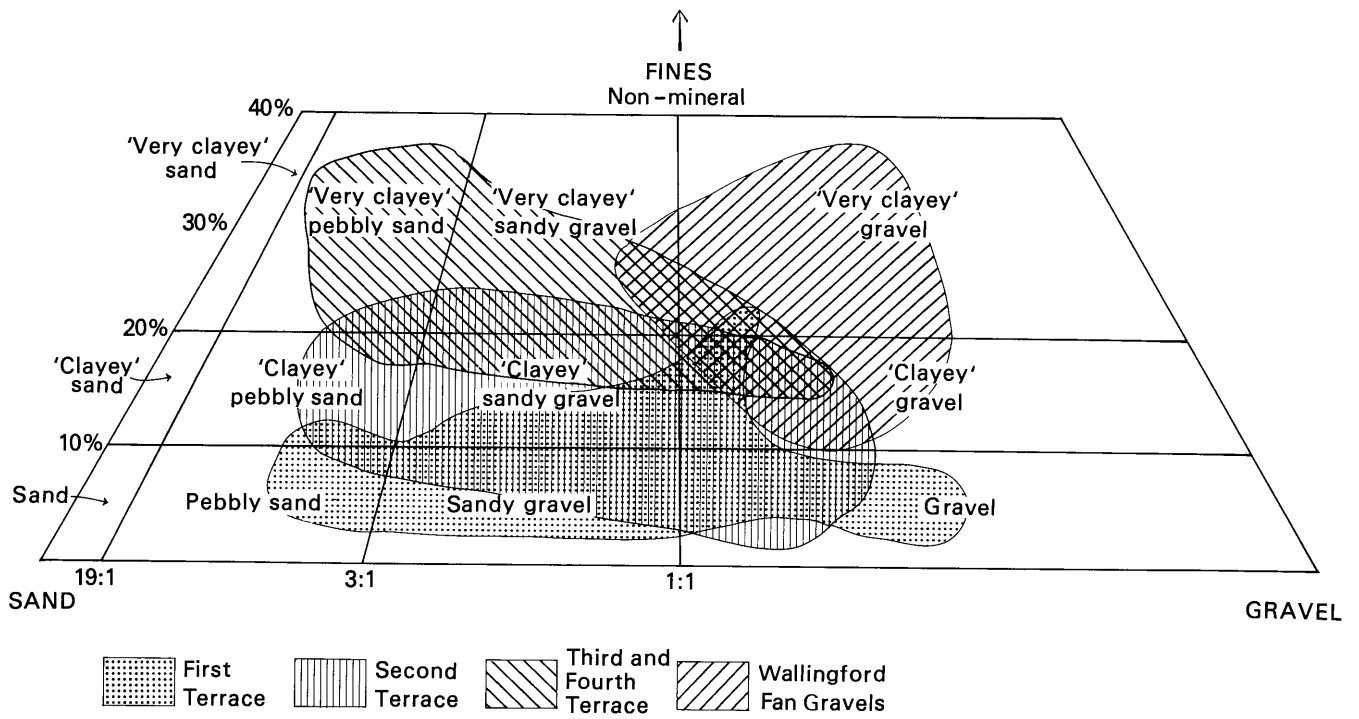 FINES
Non-mineral
40%
'Very clayey'
sand
'Very clayey'
pebbly sand
'Very clayey'
sandy gravel
'Very clayey'
gravel
30%
20%
'Clayey'
sand
'Clayey'
pebbly sand
'Clayey'
sandy gravel
'Clayey'
gravel
10%
Sand
Pebbly sand
Sandy gravel
Gravel
19:1
3:1
1:1
SAND
GRAVEL
First
Terrace
Second
Terrace
Third and
Fourth
Terrace
Wallingford
Fan Gravels